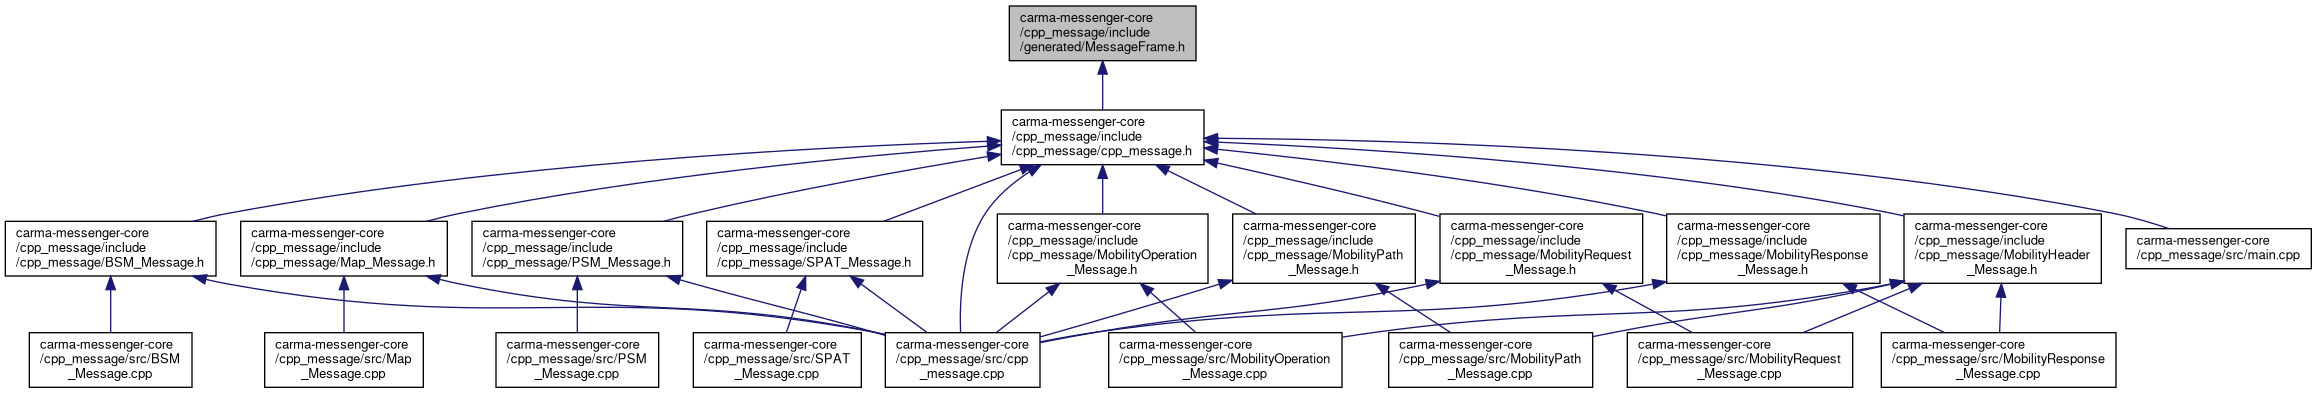 carma-messenger-core
/cpp_message/include
/generated/MessageFrame.h
carma-messenger-core
/cpp_message/include
/cpp_message/cpp_message.h
carma-messenger-core
/cpp_message/include
/cpp_message/BSM_Message.h
carma-messenger-core
/cpp_message/include
/cpp_message/Map_Message.h
carma-messenger-core
/cpp_message/include
/cpp_message/PSM_Message.h
carma-messenger-core
/cpp_message/include
/cpp_message/SPAT_Message.h
carma-messenger-core
/cpp_message/include
/cpp_message/MobilityOperation
_Message.h
carma-messenger-core
/cpp_message/include
/cpp_message/MobilityPath
_Message.h
carma-messenger-core
/cpp_message/include
/cpp_message/MobilityRequest
_Message.h
carma-messenger-core
/cpp_message/include
/cpp_message/MobilityResponse
_Message.h
carma-messenger-core
/cpp_message/include
/cpp_message/MobilityHeader
_Message.h
carma-messenger-core
/cpp_message/src/main.cpp
carma-messenger-core
/cpp_message/src/BSM
_Message.cpp
carma-messenger-core
/cpp_message/src/Map
_Message.cpp
carma-messenger-core
/cpp_message/src/PSM
_Message.cpp
carma-messenger-core
/cpp_message/src/SPAT
_Message.cpp
carma-messenger-core
/cpp_message/src/cpp
_message.cpp
carma-messenger-core
/cpp_message/src/MobilityOperation
_Message.cpp
carma-messenger-core
/cpp_message/src/MobilityPath
_Message.cpp
carma-messenger-core
/cpp_message/src/MobilityRequest
_Message.cpp
carma-messenger-core
/cpp_message/src/MobilityResponse
_Message.cpp